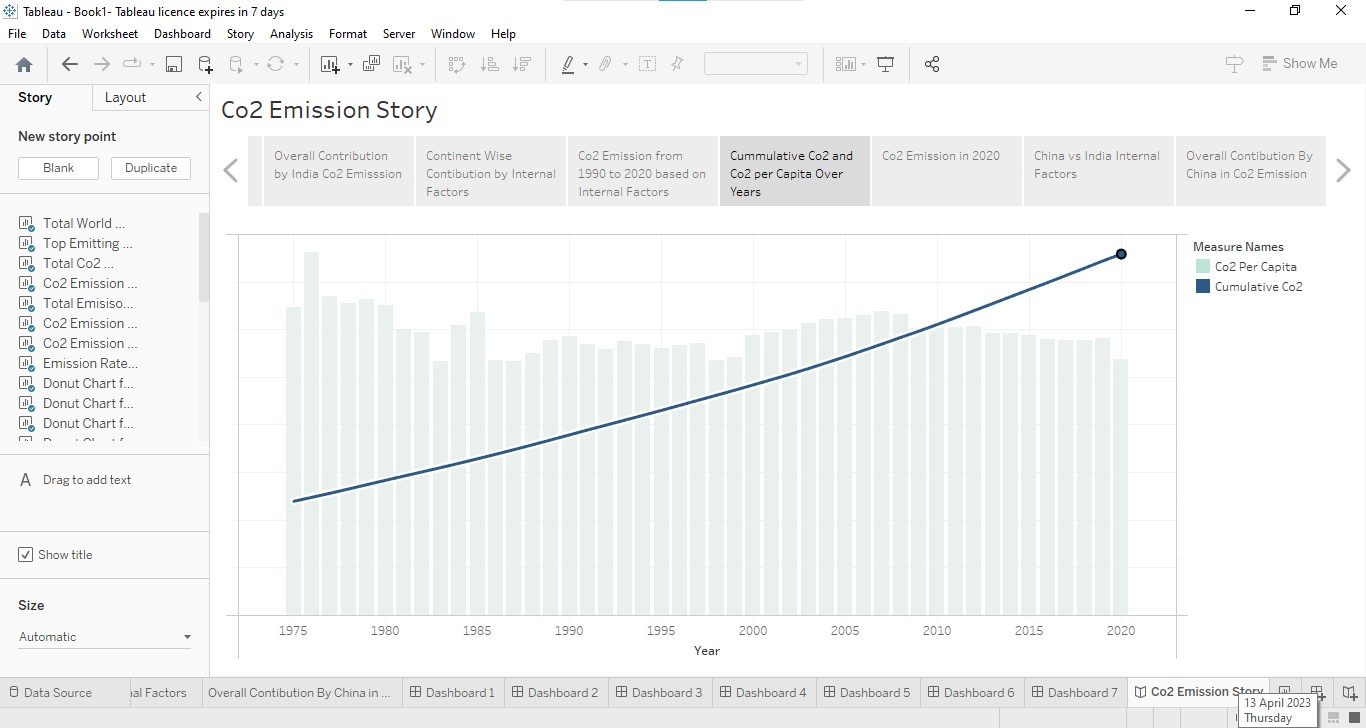 Tableau - Book1- Tableau licence expires in 7 days
File Data Worksheet Dashboard Story Analysis Format Server Window Help
Show Me
Story Layout
New story point
Blank Duplicate
Total World ...
Top Emitting ...
Total Co2 ...
Co2 Emission ...
Total Emisiso...
Co2 Emission ...
Co2 Emission ...
Emission Rate...
Donut Chart f...
Donut Chart f...
Donut Chart f...
A Drag to add text
Show title
Size
Automatic
Co2 Emission Story
Overall Contribution
by India Co2 Emisssion
Continent Wise
Contibution by Internal
Factors
Co2 Emission from
1990 to 2020 based on
Internal Factors
Cummulative Co2 and
Co2 per Capita Over
Years
Co2 Emission in 2020
China vs India Internal
Factors
Overall Contibution By
China in Co2 Emission
Measure Names
Co2 Per Capita
Cumulative Co2
1975 1980 1985 1990 1995 2000 2005 2010 2015 2020
Year
Data Source al Factors Overall Contibution By China in ... Dashboard 1 Dashboard 2 Dashboard 3 Dashboard 4 Dashboard 5 Dashboard 6 Dashboard 7 Co2 Emission Story
13 April 2023
Thursday